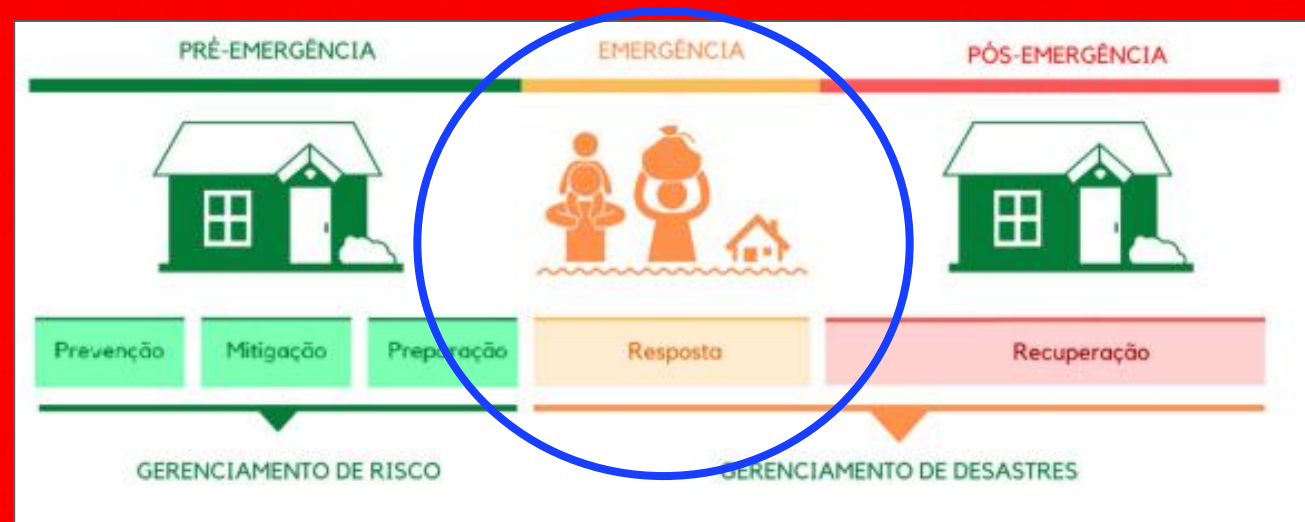 PRÉ-EMERGÊNCIA EMERGÊNCIA PÓS-EMERGÊNCIA
Prevenção Mitigação Preparação Resposta Recuperação
GERENCIAMENTO DE RISCO GERENCIAMENTO DE DESASTRES